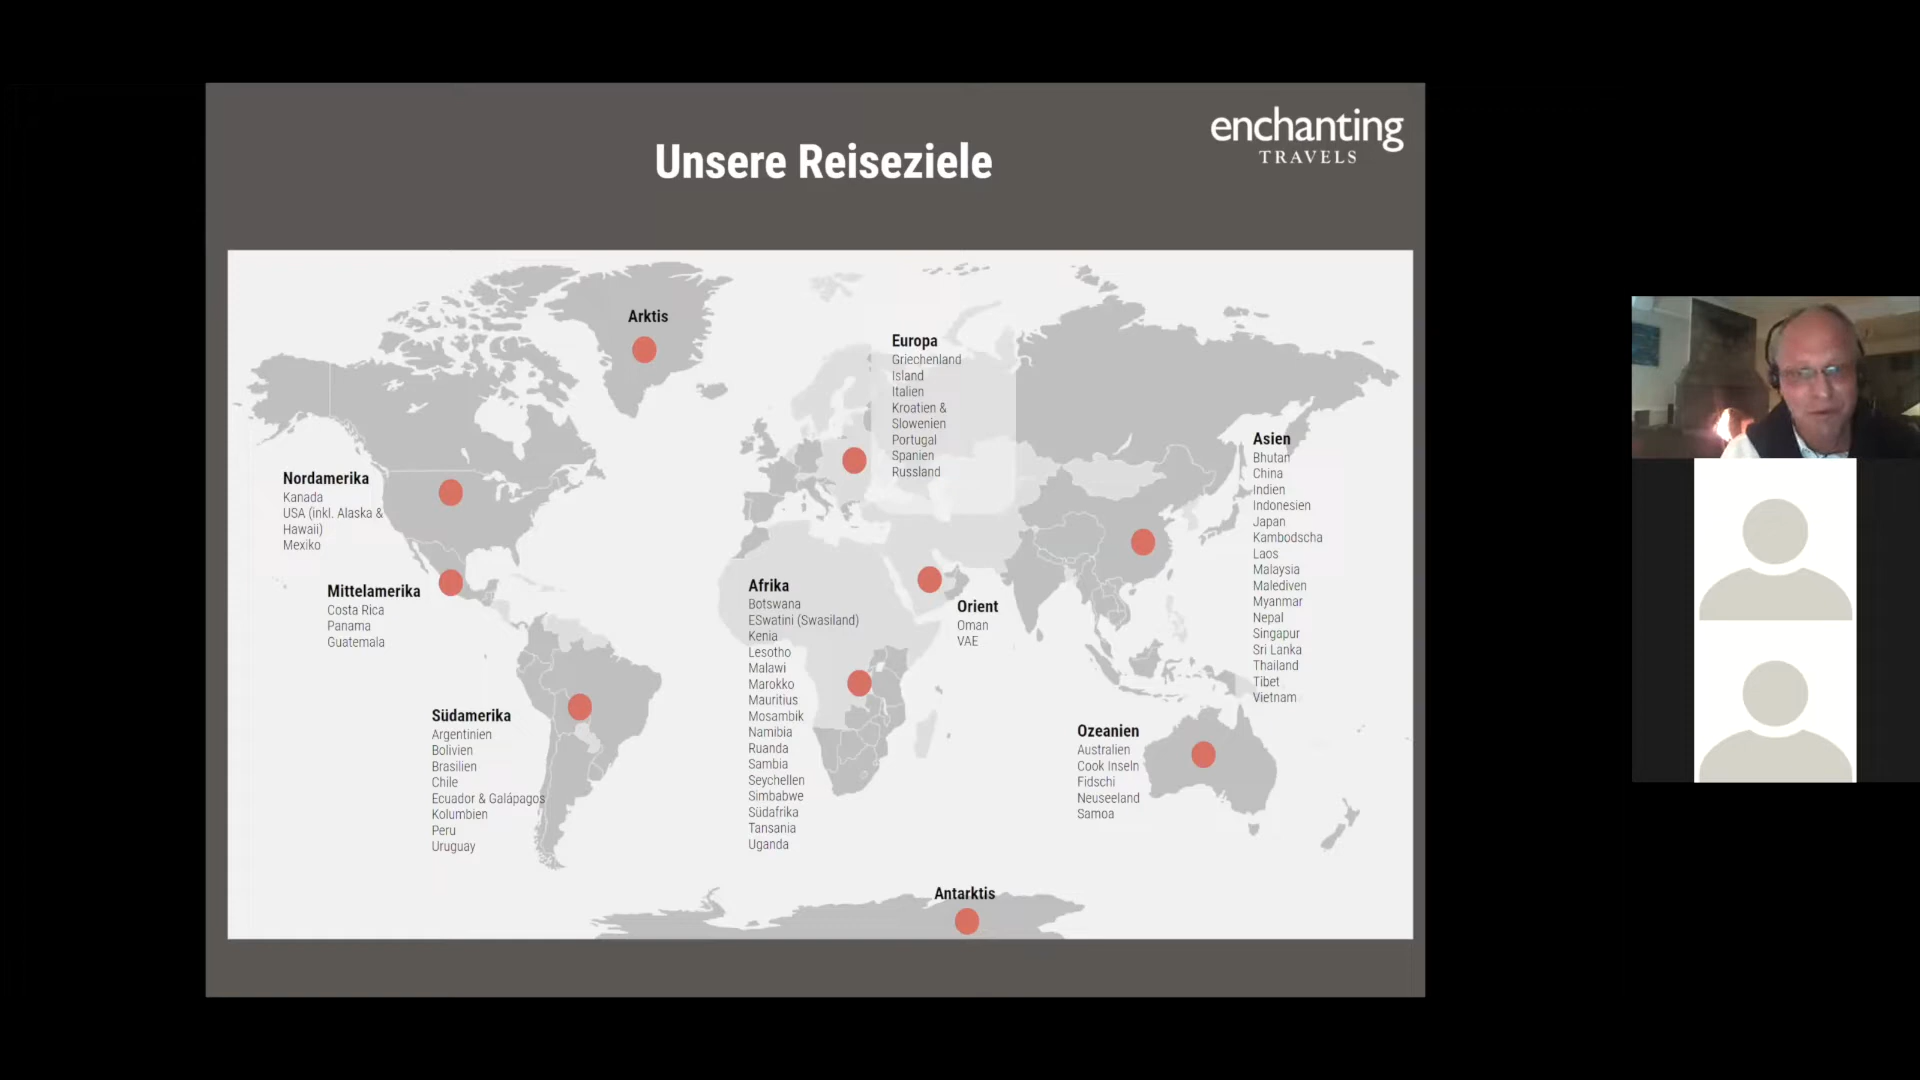 enchanting
TRAVELS
Unsere Reiseziele
Arktis
Europa
Griechenland
Island
Italien
Kroatien &
Slowenien
Portugal
Spanien
Russland
Nordamerika
Kanada
USA (inkl. Alaska &
Hawaii)
Mexiko
Mittelamerika
Costa Rica
Panama
Guatemala
Südamerika
Argentinien
Bolivien
Brasilien
Chile
Ecuador & Galápagos
Kolumbien
Peru
Uruguay
Afrika
Botswana
ESwatini (Swasiland)
Kenia
Lesotho
Malawi
Marokko
Mauritius
Mosambik
Namibia
Ruanda
Sambia
Seychellen
Simbabwe
Südafrika
Tansania
Uganda
Orient
Oman
VAE
Asien
Bhutan
China
Indien
Indonesien
Japan
Kambodscha
Laos
Malaysia
Malediven
Myanmar
Nepal
Singapur
Sri Lanka
Thailand
Tibet
Vietnam
Ozeanien
Australien
Cook Inseln
Fidschi
Neuseeland
Samoa
Antarktis